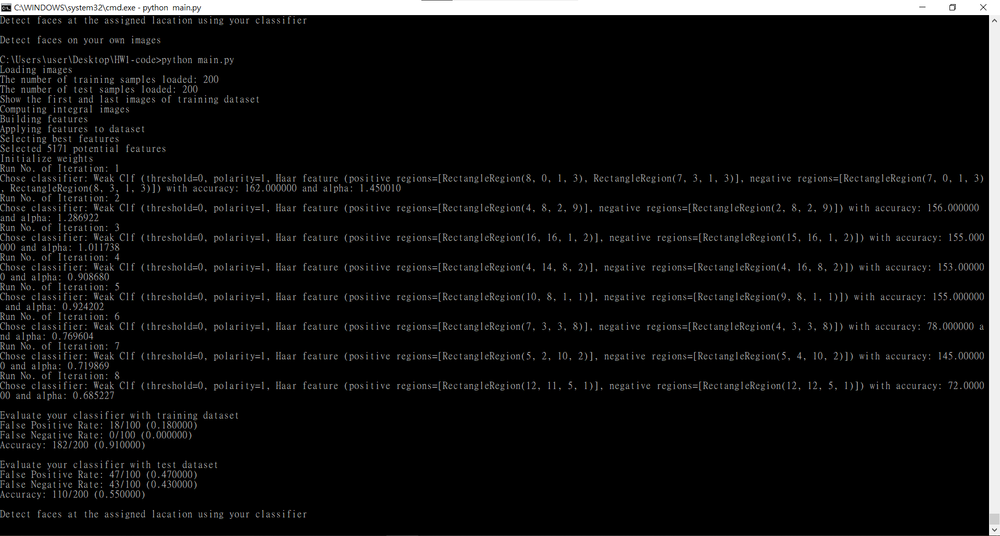 C:\WINDOWS\system32\cmd.exe - python  main.py
Detect faces at the assigned lacation using your classifier
Detect faces on your own images
C:\Users\user\Desktop\HW1-code>python main.py
Loading images
The number of training samples loaded: 200
The number of test samples loaded: 200
Show the first and last images of training dataset
Computing integral images
Building features
Applying features to dataset
Selecting best features
Selected 5171 potential features
Initialize weights
Run No. of Iteration: 1
Chose classifier: Weak Clf (threshold=0, polarity=1, Haar feature (positive regions=[RectangleRegion(8, 0, 1, 3), RectangleRegion(7, 3, 1, 3)], negative regions=[RectangleRegion(7, 0, 1, 3)
, RectangleRegion(8, 3, 1, 3)]) with accuracy: 162.000000 and alpha: 1.450010
Run No. of Iteration: 2
Chose classifier: Weak Clf (threshold=0, polarity=1, Haar feature (positive regions=[RectangleRegion(4, 8, 2, 9)], negative regions=[RectangleRegion(2, 8, 2, 9)]) with accuracy: 156.000000
and alpha: 1.286922
Run No. of Iteration: 3
Chose classifier: Weak Clf (threshold=0, polarity=1, Haar feature (positive regions=[RectangleRegion(16, 16, 1, 2)], negative regions=[RectangleRegion(15, 16, 1, 2)]) with accuracy: 155.000
000 and alpha: 1.011738
Run No. of Iteration: 4
Chose classifier: Weak Clf (threshold=0, polarity=1, Haar feature (positive regions=[RectangleRegion(4, 14, 8, 2)], negative regions=[RectangleRegion(4, 16, 8, 2)]) with accuracy: 153.00000
0 and alpha: 0.908680
Run No. of Iteration: 5
Chose classifier: Weak Clf (threshold=0, polarity=1, Haar feature (positive regions=[RectangleRegion(10, 8, 1, 1)], negative regions=[RectangleRegion(9, 8, 1, 1)]) with accuracy: 155.000000
 and alpha: 0.924202
Run No. of Iteration: 6
Chose classifier: Weak Clf (threshold=0, polarity=1, Haar feature (positive regions=[RectangleRegion(7, 3, 3, 8)], negative regions=[RectangleRegion(4, 3, 3, 8)]) with accuracy: 78.000000 a
nd alpha: 0.769604
Run No. of Iteration: 7
Chose classifier: Weak Clf (threshold=0, polarity=1, Haar feature (positive regions=[RectangleRegion(5, 2, 10, 2)], negative regions=[RectangleRegion(5, 4, 10, 2)]) with accuracy: 145.00000
0 and alpha: 0.719869
Run No. of Iteration: 8
Chose classifier: Weak Clf (threshold=0, polarity=1, Haar feature (positive regions=[RectangleRegion(12, 11, 5, 1)], negative regions=[RectangleRegion(12, 12, 5, 1)]) with accuracy: 72.0000
00 and alpha: 0.685227
Evaluate your classifier with training dataset
False Positive Rate: 18/100 (0.180000)
False Negative Rate: 0/100 (0.000000)
Accuracy: 182/200 (0.910000)
Evaluate your classifier with test dataset
False Positive Rate: 47/100 (0.470000)
False Negative Rate: 43/100 (0.430000)
Accuracy: 110/200 (0.550000)
Detect faces at the assigned lacation using your classifier